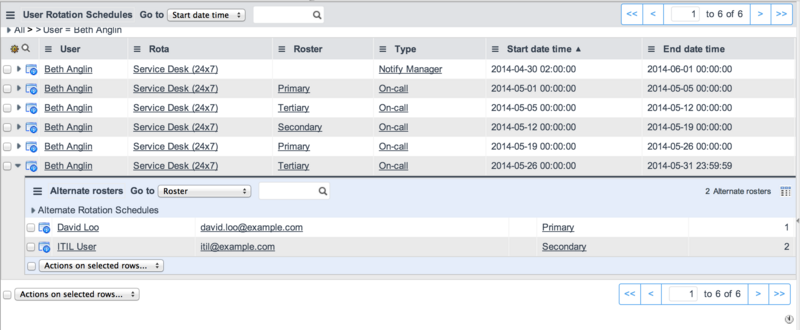 User Rotation Schedules Go to Start date time << < 1 to 6 of 6 > >>
All > > User = Beth Anglin
User Rota Roster Type Start date time ▲ End date time
Beth Anglin Service Desk (24x7) Notify Manager 2014-04-30 02:00:00 2014-06-01 00:00:00
Beth Anglin Service Desk (24x7) Primary On-call 2014-05-01 00:00:00 2014-05-05 00:00:00
Beth Anglin Service Desk (24x7) Tertiary On-call 2014-05-05 00:00:00 2014-05-12 00:00:00
Beth Anglin Service Desk (24x7) Secondary On-call 2014-05-12 00:00:00 2014-05-19 00:00:00
Beth Anglin Service Desk (24x7) Primary On-call 2014-05-19 00:00:00 2014-05-26 00:00:00
Beth Anglin Service Desk (24x7) Tertiary On-call 2014-05-26 00:00:00 2014-05-31 23:59:59
Alternate rosters Go to Roster 2 Alternate rosters
Alternate Rotation Schedules
David Loo david.loo@example.com Primary 1
ITIL User itil@example.com Secondary 2
Actions on selected rows...
Actions on selected rows... << < 1 to 6 of 6 > >>